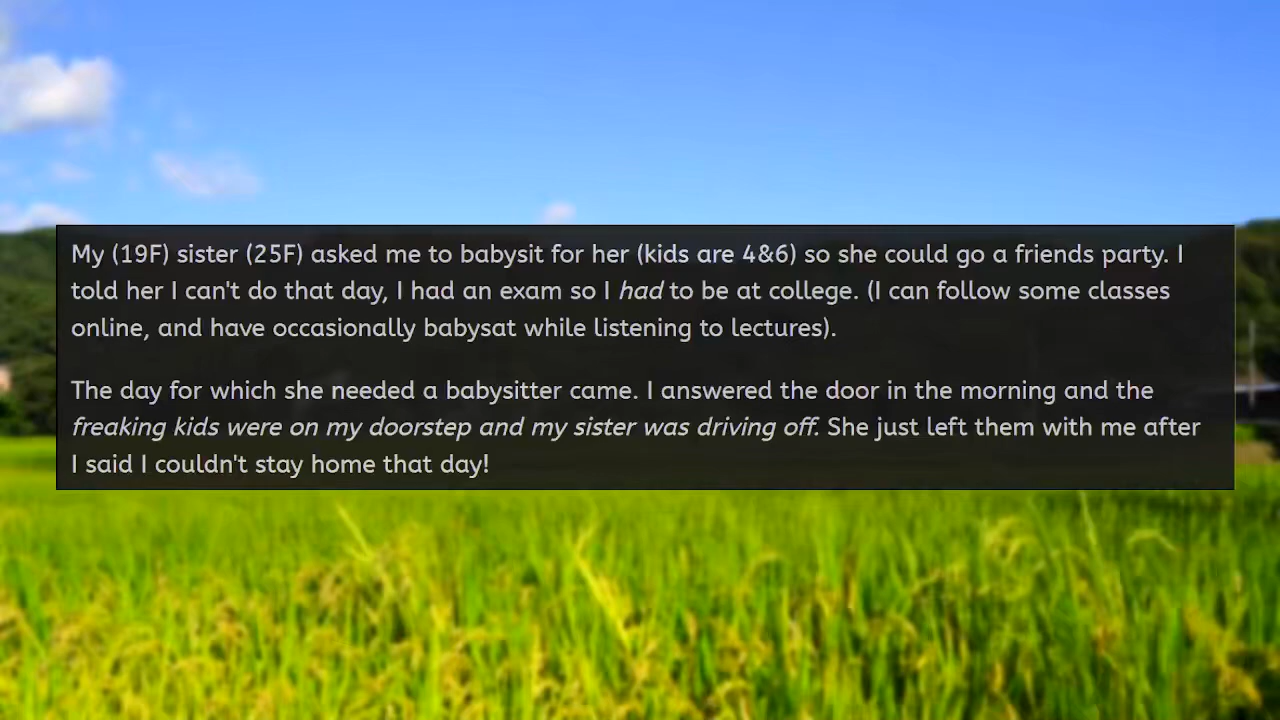 My (19F) sister (25F) asked me to babysit for her (kids are 4&6) so she could go a friends party. I
told her I can't do that day, I had an exam so I had to be at college. (I can follow some classes
online, and have occasionally babysat while listening to lectures).
The day for which she needed a babysitter came. I answered the door in the morning and the
freaking kids were on my doorstep and my sister was driving off. She just left them with me after
I said I couldn't stay home that day!